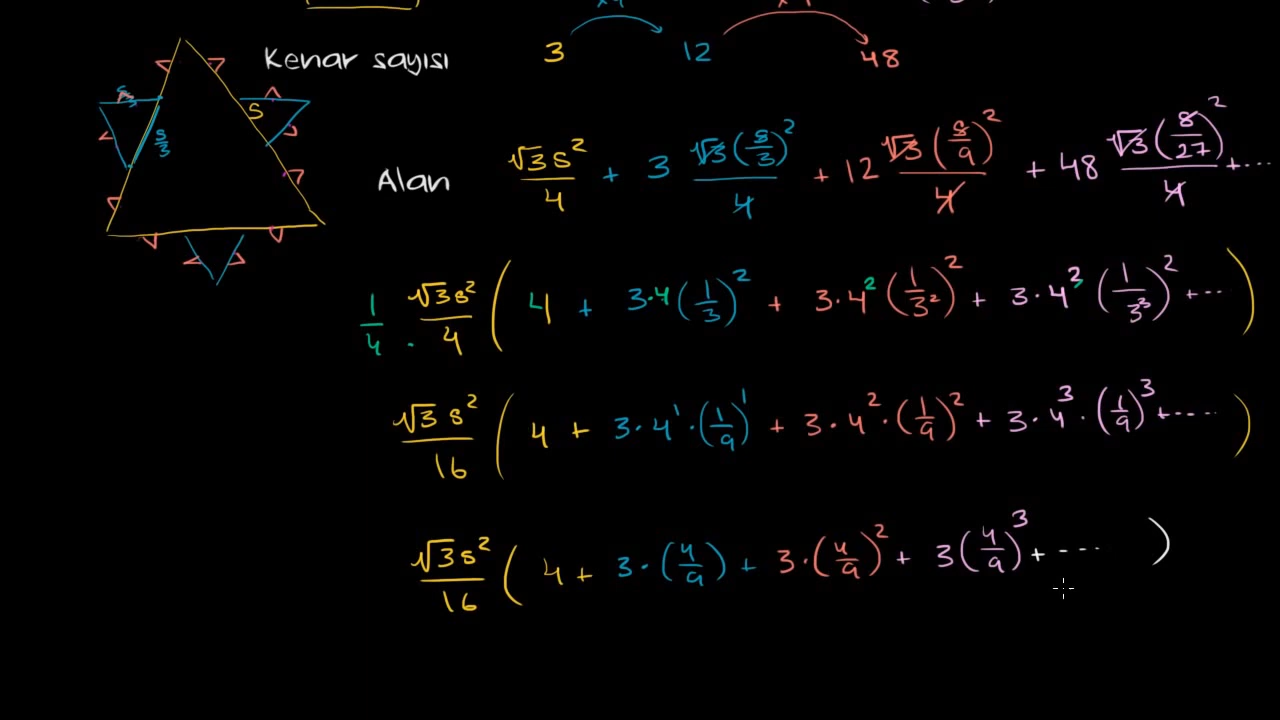 Kenar sayısı 3 12 48
S
S/3 S/3
Alan √3s²/4 + 3 √3(s/3)²/4 + 12 √3(s/9)²/4 + 48 √3(s/27)²/4 + ...
1/4 . √3s²/4 ( 4 + 3·4(1/3)² + 3·4²(1/3²)² + 3·4³(1/3³)² + ... )
√3s²/16 ( 4 + 3·4¹·(1/9)¹ + 3·4²·(1/9)² + 3·4³·(1/9)³ + .... )
√3s²/16 ( 4 + 3·(4/9) + 3·(4/9)² + 3(4/9)³ + .... )